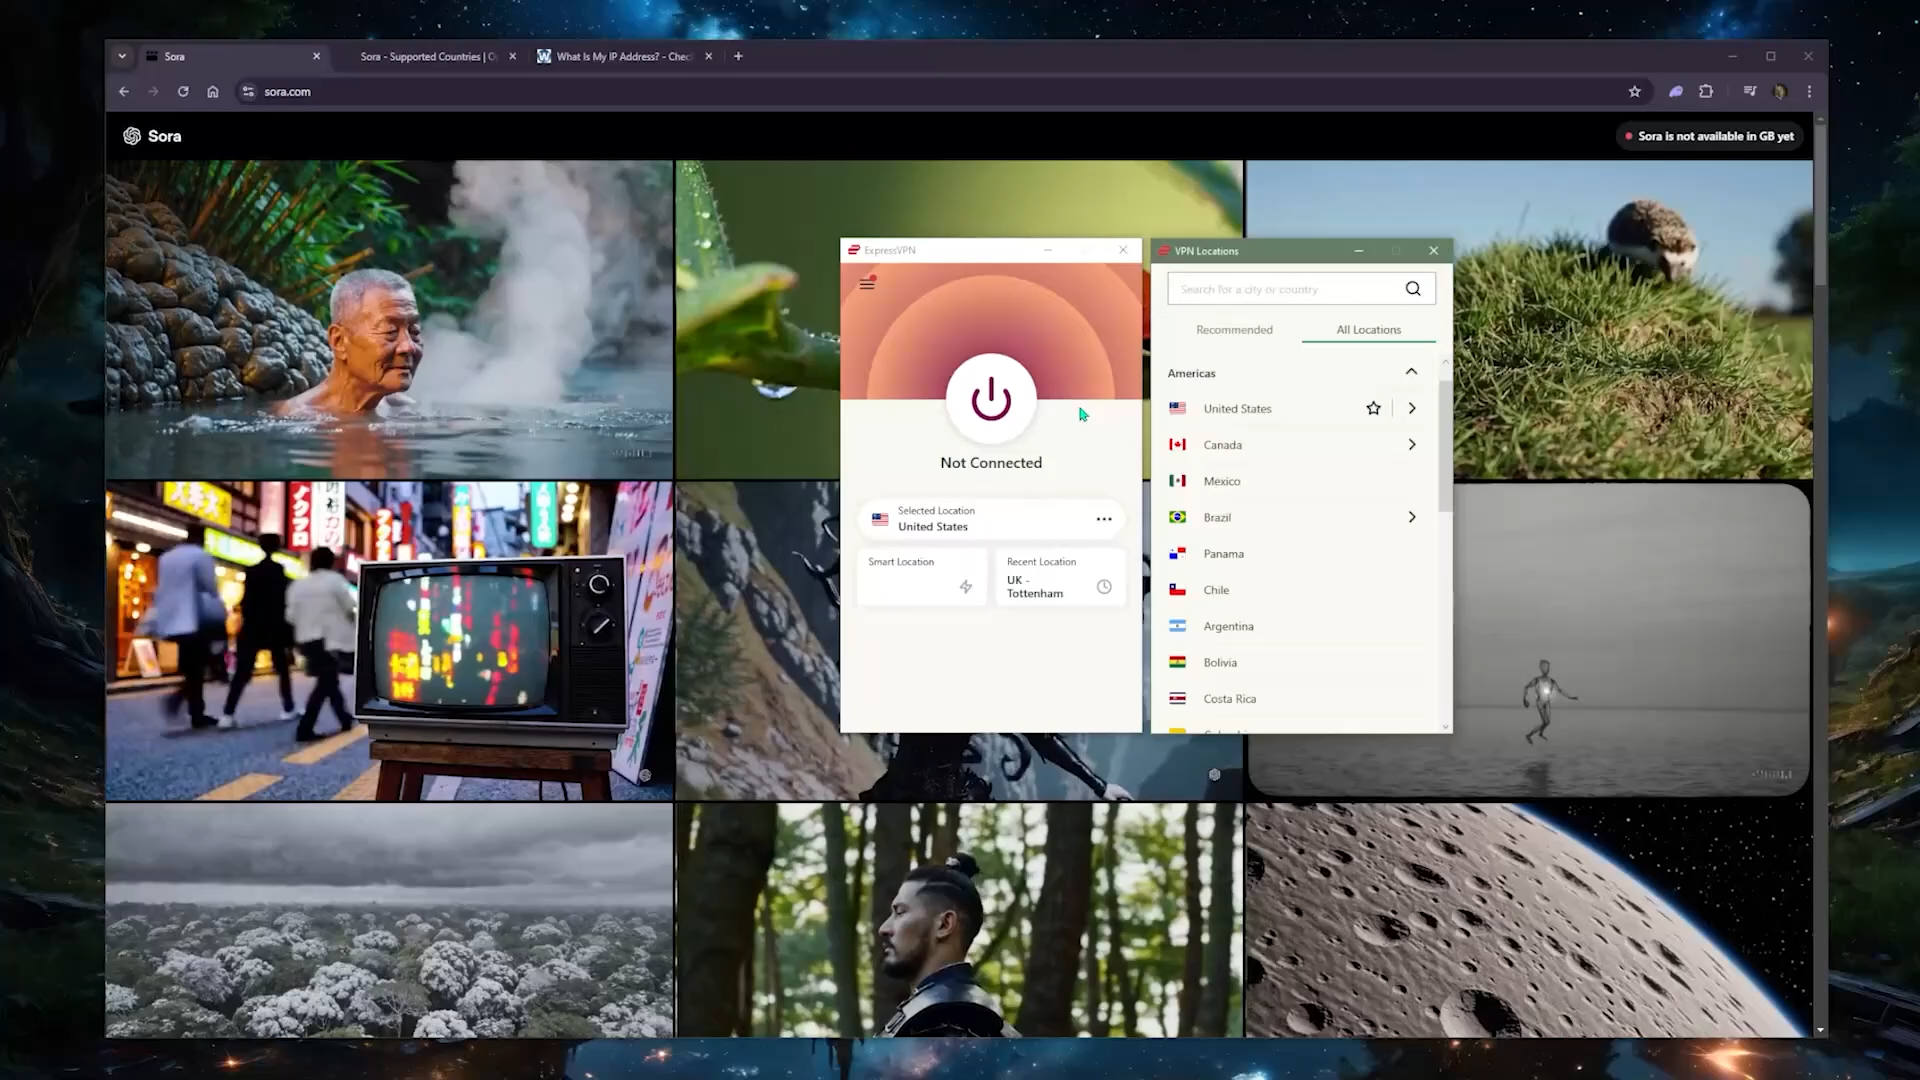 Sora
Sora - Supported Countries | O
What Is My IP Address? - Chec
sora.com
Sora
Sora is not available in GB yet
ExpressVPN
Not Connected
Selected Location
United States
Smart Location
Recent Location
UK -
Tottenham
VPN Locations
Search for a city or country
Recommended
All Locations
Americas
United States
Canada
Mexico
Brazil
Panama
Chile
Argentina
Bolivia
Costa Rica